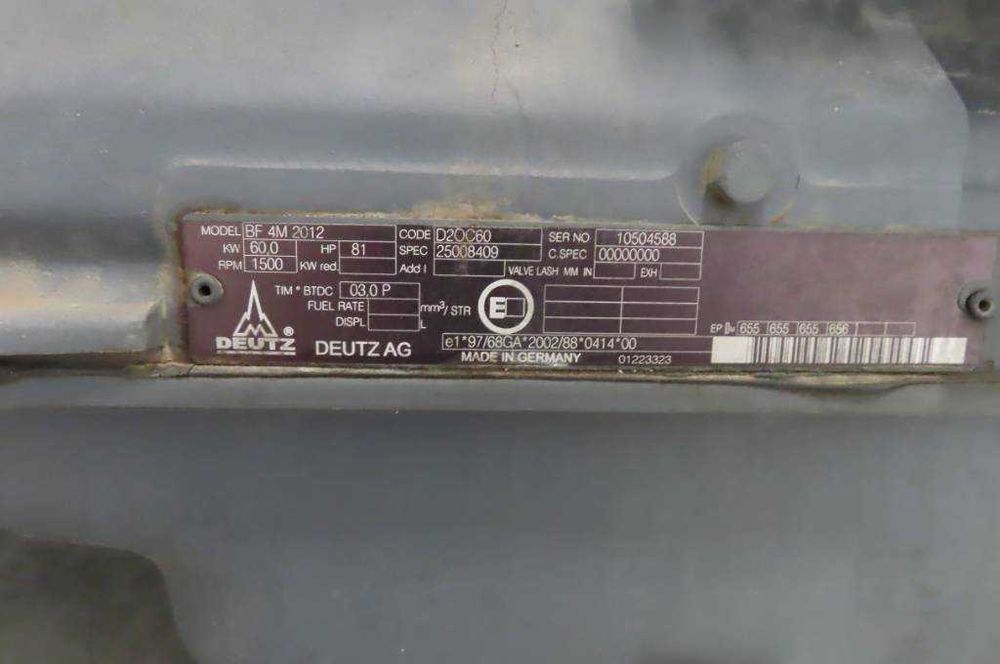 MODEL BF 4M 2012 CODE D2OC60 SER NO 10504588
KW 60.0 HP 81 SPEC 25008409 C.SPEC 00000000
RPM 1500 KW red. Add I VALVE LASH MM IN EXH
TIM ° BTDC 03,0 P
FUEL RATE mm³/ STR E
DISPL L
EP 655 655 655 656
DEUTZ ® DEUTZ AG e1*97/68GA*2002/88*0414*00
MADE IN GERMANY 01223323